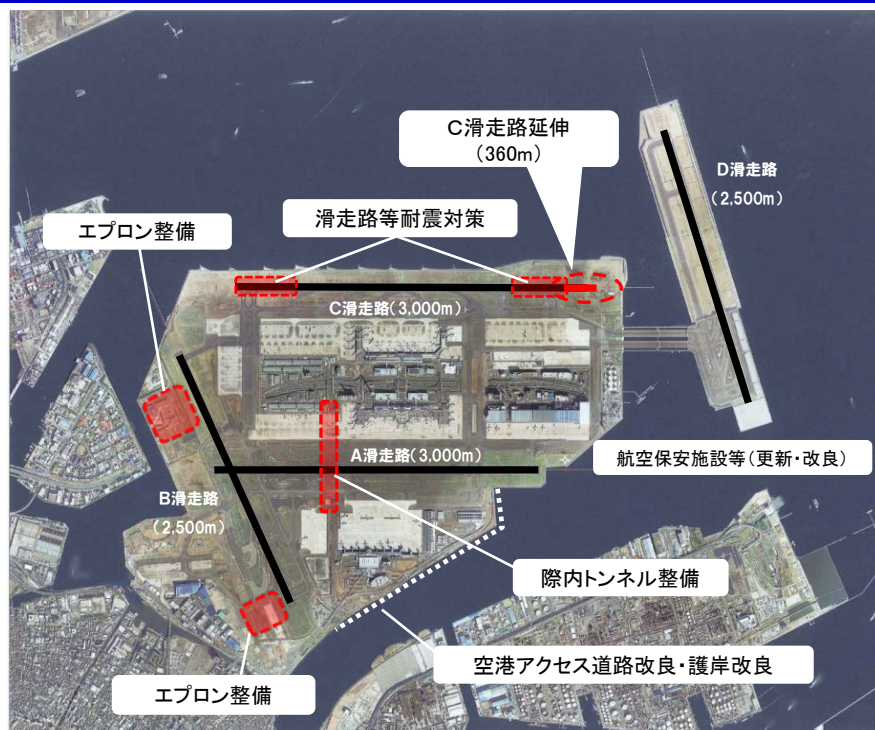 C滑走路延伸
（360m）
D滑走路
（2,500m）
滑走路等耐震対策
エプロン整備
C滑走路（3,000m）
A滑走路（3,000m）
航空保安施設等（更新・改良）
B滑走路
（2,500m）
際内トンネル整備
空港アクセス道路改良・護岸改良
エプロン整備